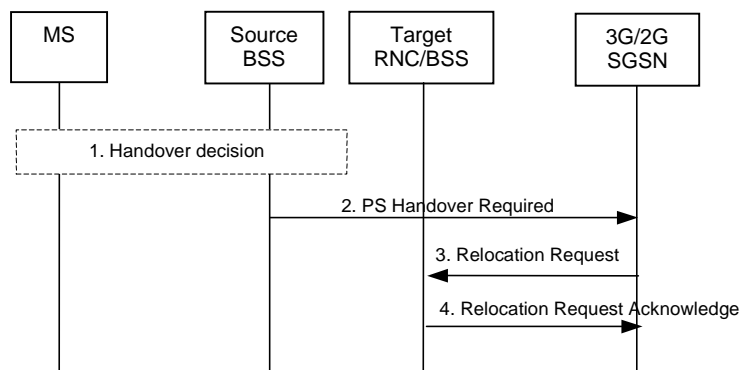 MS
Source
BSS
Target
RNC/BSS
3G/2G
SGSN
1. Handover decision
2. PS Handover Required
3. Relocation Request
4. Relocation Request Acknowledge